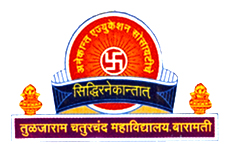 अनेकान्त एज्युकेशन सोसायटीचे
सिद्धिरनेकान्तात्
तुळजाराम चतुरचंद महाविद्यालय. बारामती